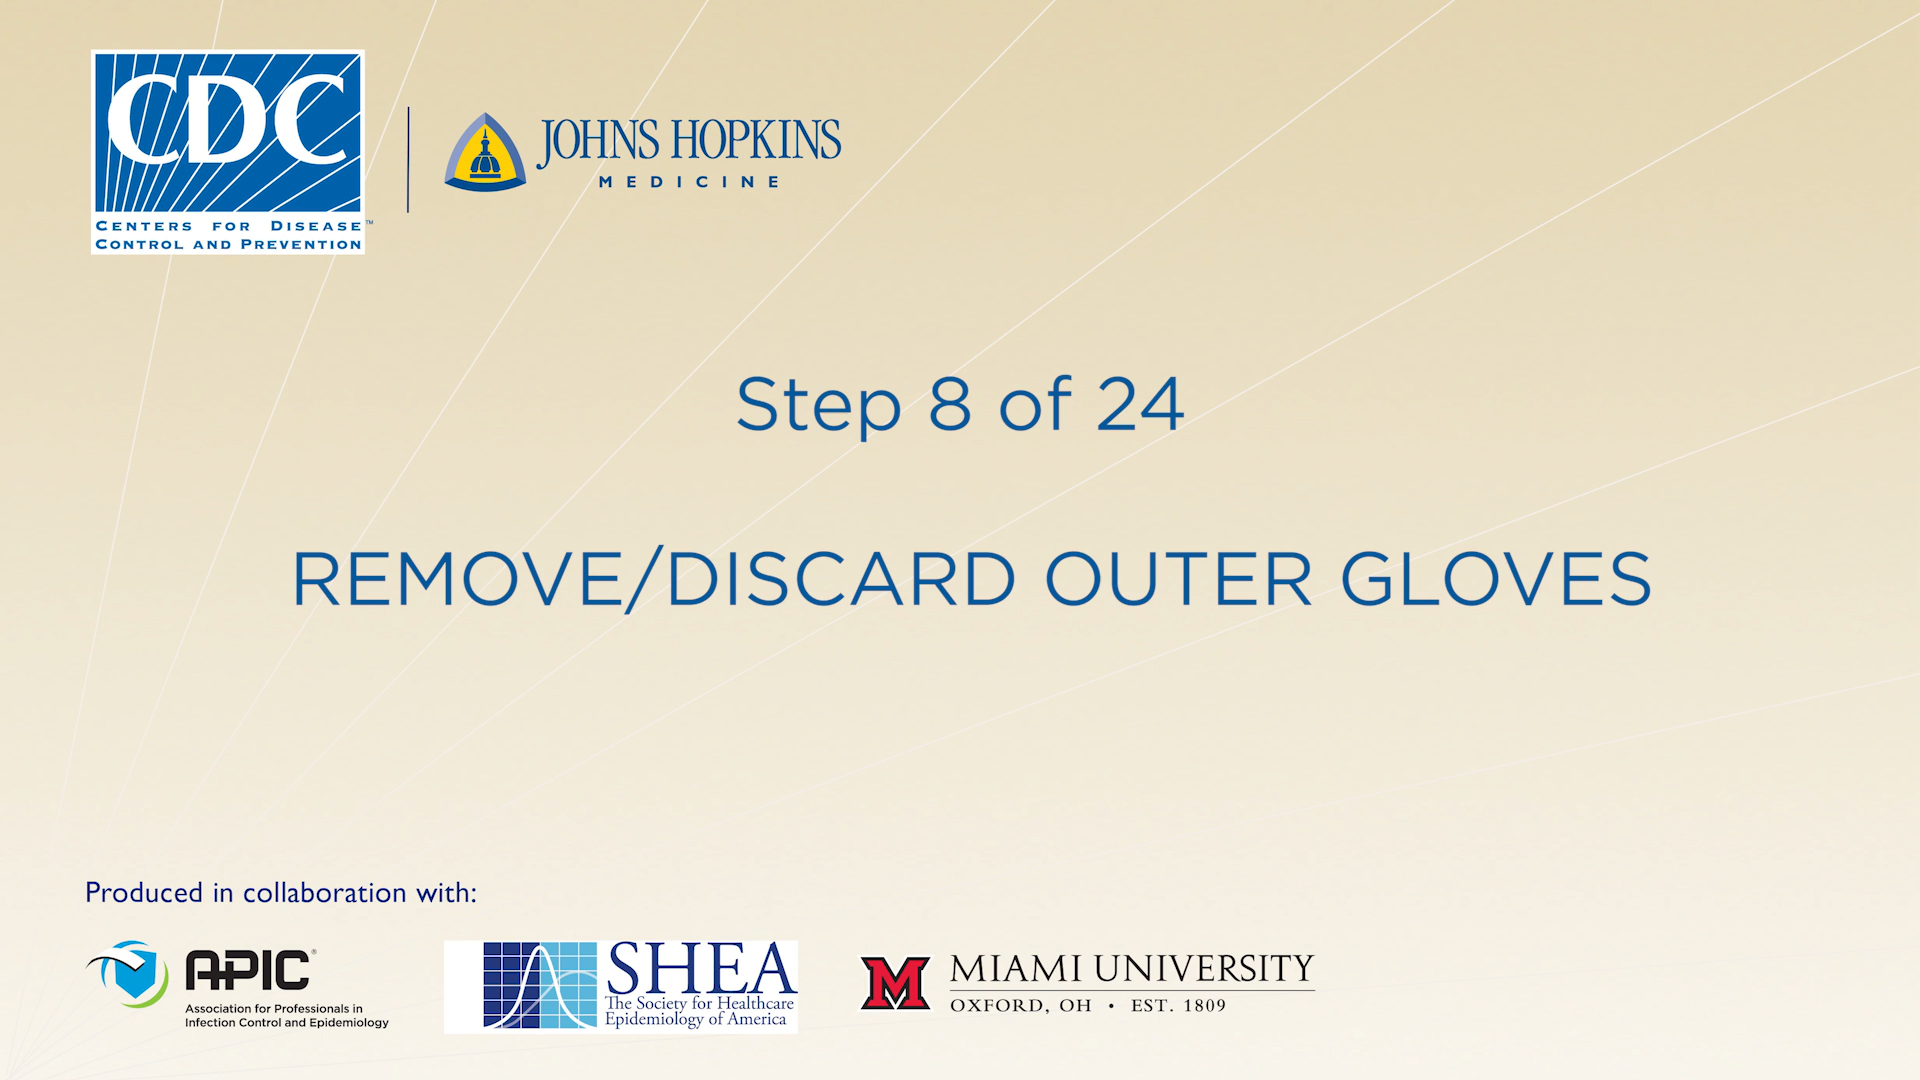 CDC
CENTERS FOR DISEASE™
CONTROL AND PREVENTION
JOHNS HOPKINS
MEDICINE
Step 8 of 24
REMOVE/DISCARD OUTER GLOVES
Produced in collaboration with:
APIC®
Association for Professionals in
Infection Control and Epidemiology
SHEA
The Society for Healthcare
Epidemiology of America
M
MIAMI UNIVERSITY
OXFORD, OH • EST. 1809